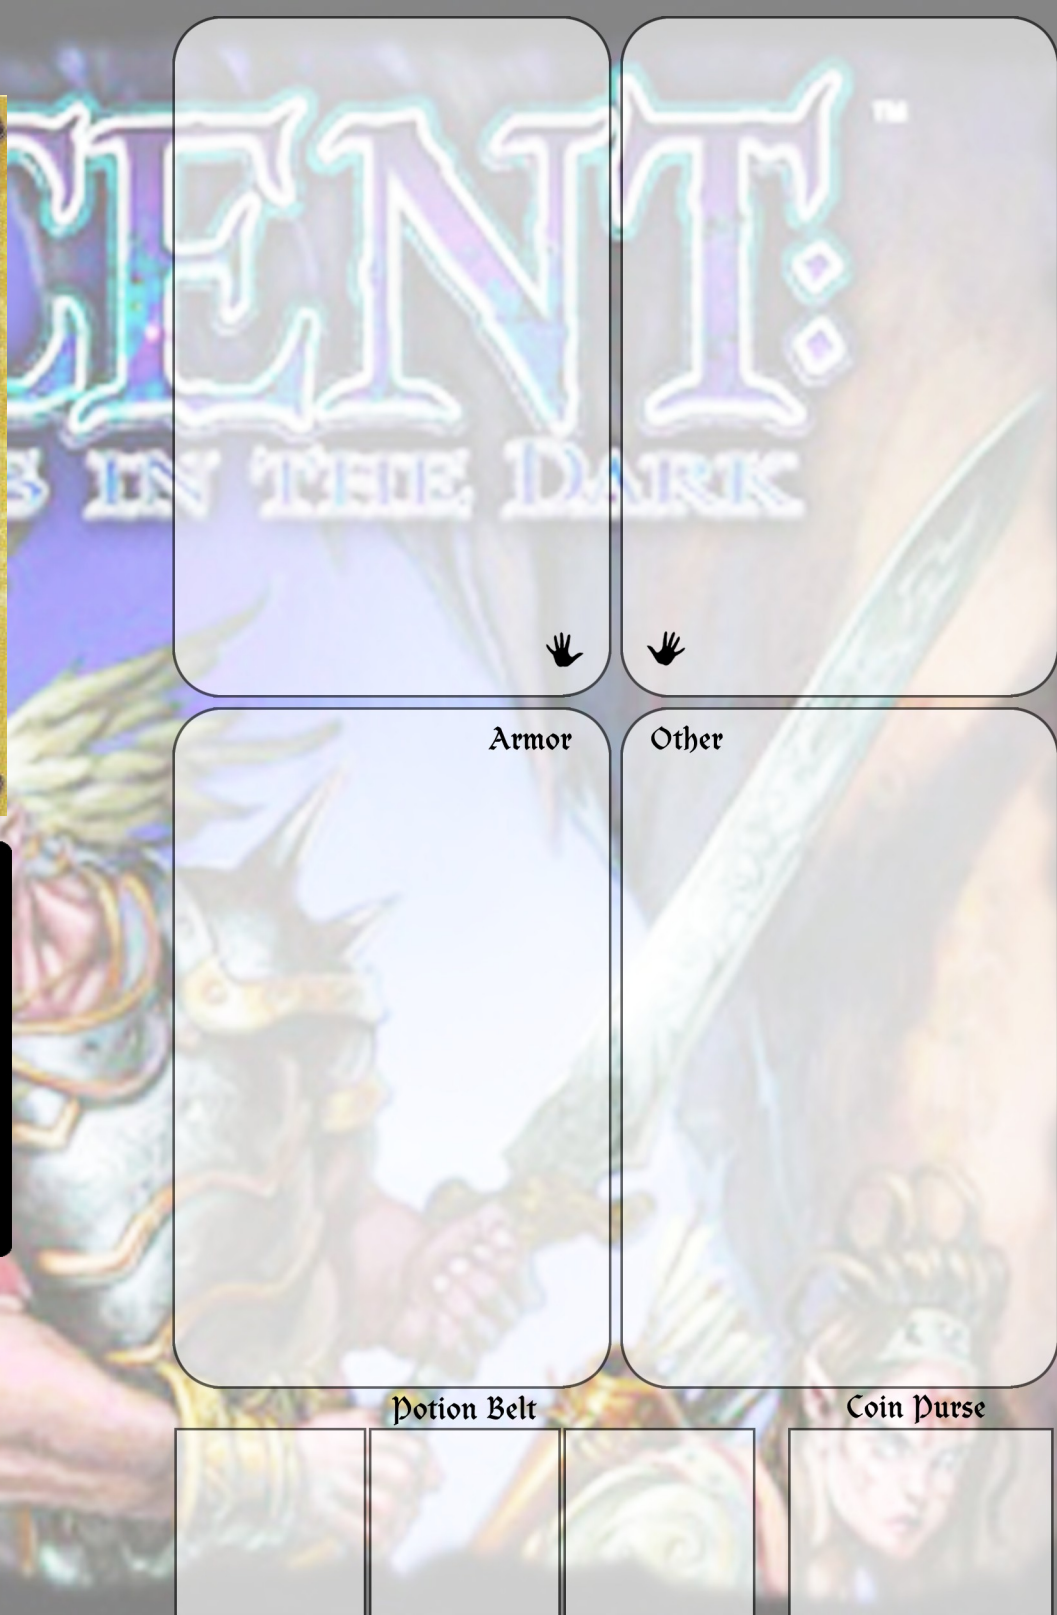 CENT:™
S IN THE DARK
Armor
Other
Potion Belt
Coin Purse